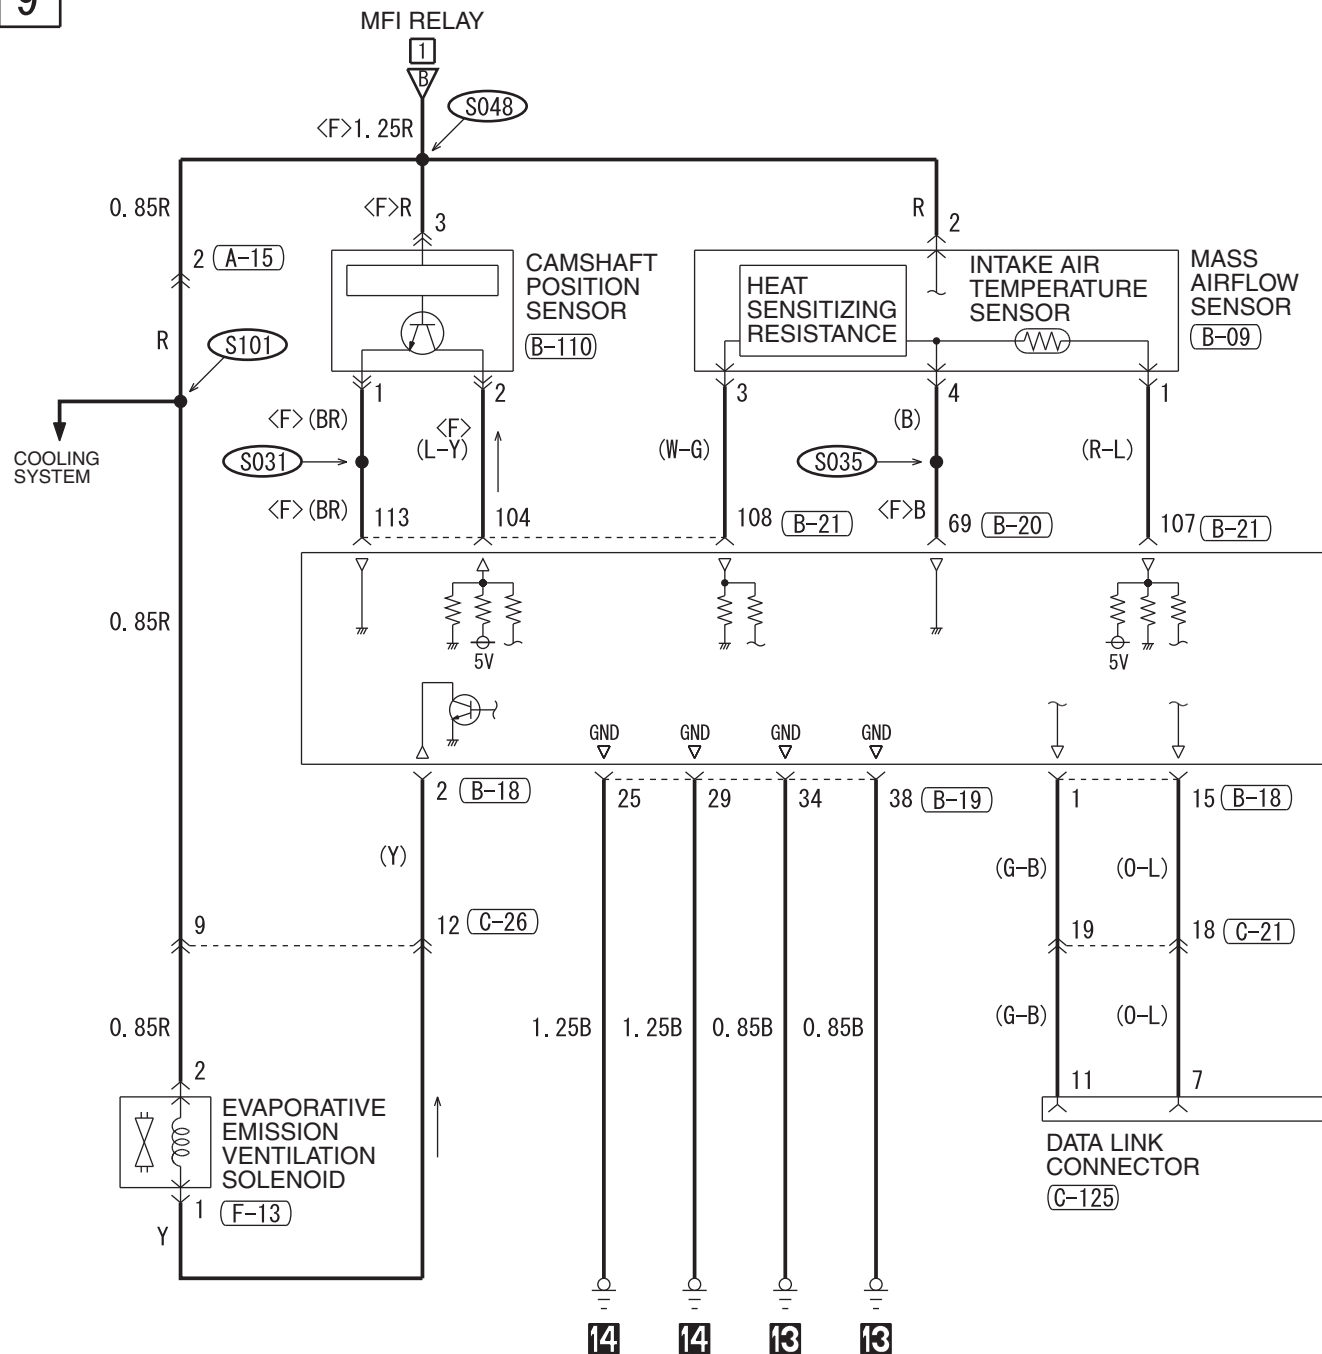 9
MFI RELAY
1
B
S048
<F>1.25R
0.85R
<F>R
3
R
2
2 A-15
CAMSHAFT
POSITION
SENSOR
B-110
HEAT
SENSITIZING
RESISTANCE
INTAKE AIR
TEMPERATURE
SENSOR
MASS
AIRFLOW
SENSOR
B-09
R
S101
1
2
3
4
1
<F>(BR)
<F>
(L-Y)
(W-G)
(B)
(R-L)
COOLING
SYSTEM
S031
S035
<F>(BR)
113
104
108 B-21
<F>B
69 B-20
107 B-21
0.85R
5V
5V
GND
GND
GND
GND
2 B-18
25
29
34
38 B-19
1
15 B-18
(Y)
(G-B)
(O-L)
9
12 C-26
19
18 C-21
0.85R
1.25B
1.25B
0.85B
0.85B
(G-B)
(O-L)
2
11
7
EVAPORATIVE
EMISSION
VENTILATION
SOLENOID
DATA LINK
CONNECTOR
C-125
1
F-13
Y
14
14
13
13